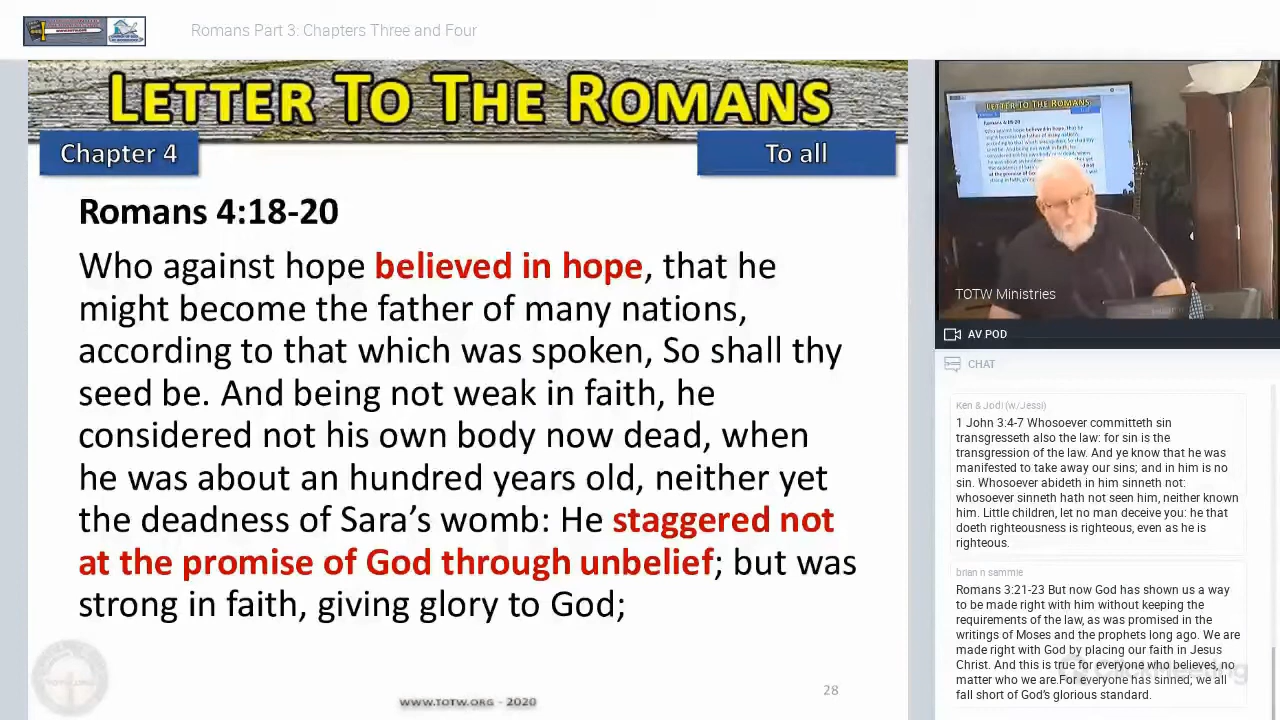 Romans Part 3: Chapters Three and Four
LETTER TO THE ROMANS
Chapter 4
To all
Romans 4:18-20
Who against hope believed in hope, that he
might become the father of many nations,
according to that which was spoken, So shall thy
seed be. And being not weak in faith, he
considered not his own body now dead, when
he was about an hundred years old, neither yet
the deadness of Sara's womb: He staggered not
at the promise of God through unbelief; but was
strong in faith, giving glory to God;
WWW.TOTW.ORG - 2020
28
LETTER TO THE ROMANS
Romans 4:18-20
TOTW Ministries
AV POD
CHAT
Ken & Jodi (w/Jessi)
1 John 3:4-7 Whosoever committeth sin
transgresseth also the law: for sin is the
transgression of the law. And ye know that he was
manifested to take away our sins; and in him is no
sin. Whosoever abideth in him sinneth not:
whosoever sinneth hath not seen him, neither known
him. Little children, let no man deceive you: he that
doeth righteousness is righteous, even as he is
righteous.
brian n sammie
Romans 3:21-23 But now God has shown us a way
to be made right with him without keeping the
requirements of the law, as was promised in the
writings of Moses and the prophets long ago. We are
made right with God by placing our faith in Jesus
Christ. And this is true for everyone who believes, no
matter who we are.For everyone has sinned; we all
fall short of God's glorious standard.